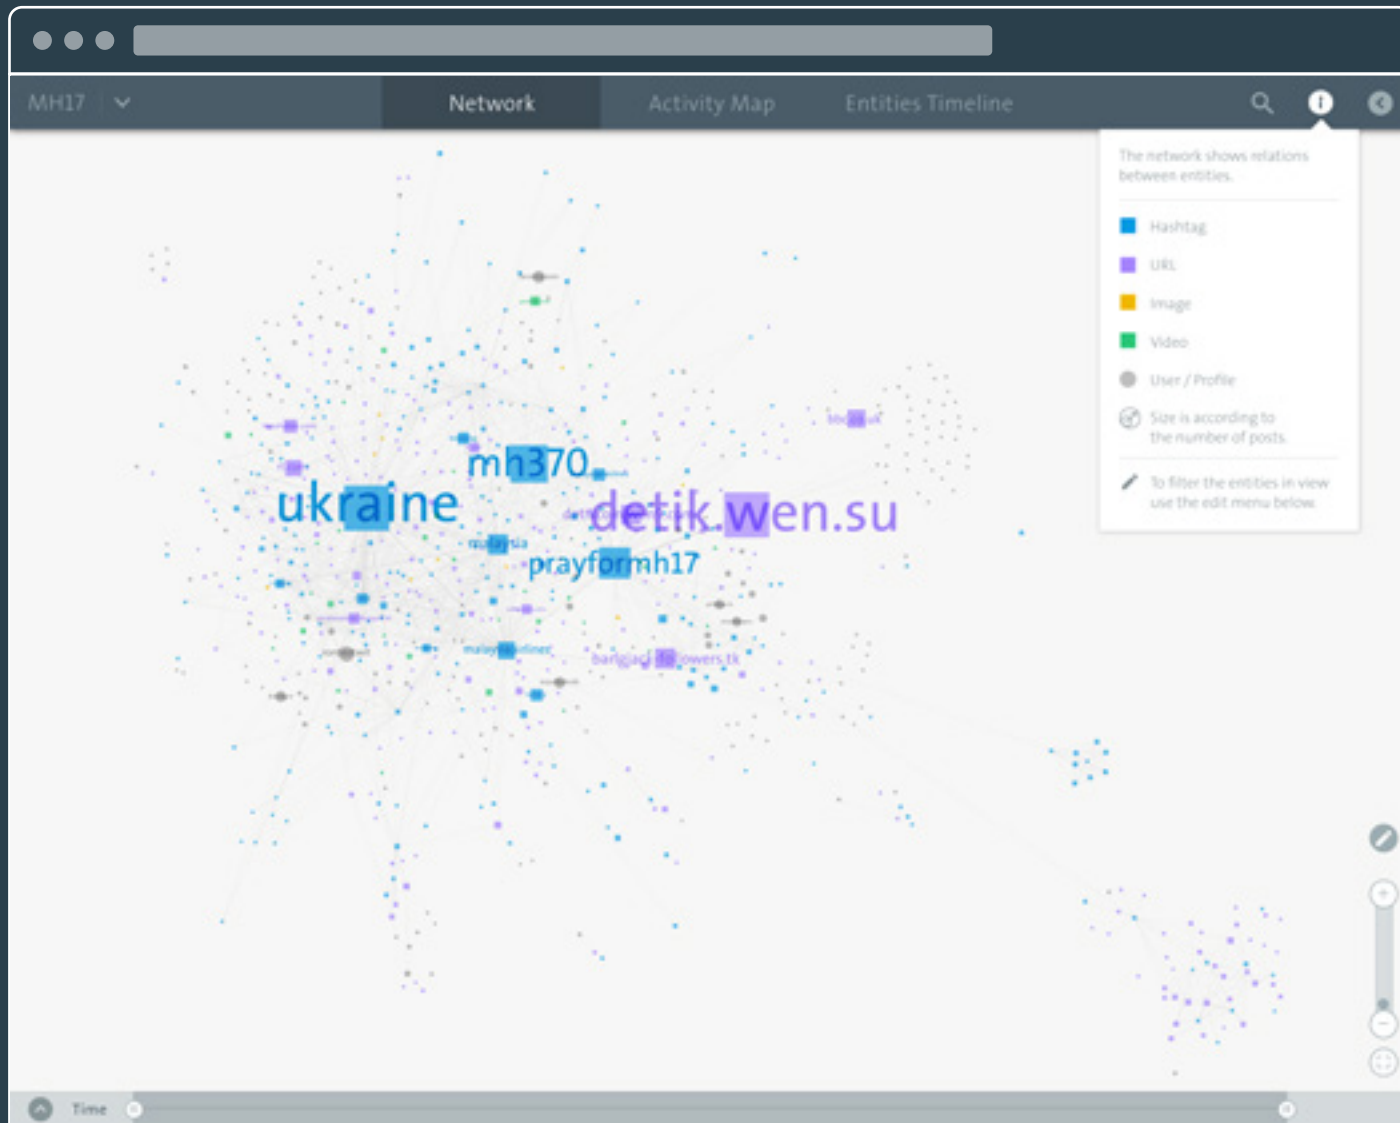 MH17
Network
Activity Map
Entities Timeline
The network shows relations
between entities.
Hashtag
URL
Image
Video
User / Profile
Size is according to
the number of posts.
To filter the entities in view
use the edit menu below.
mh370
ukraine
detik.wen.su
malaysia
prayformh17
malaysiaairlines
Time